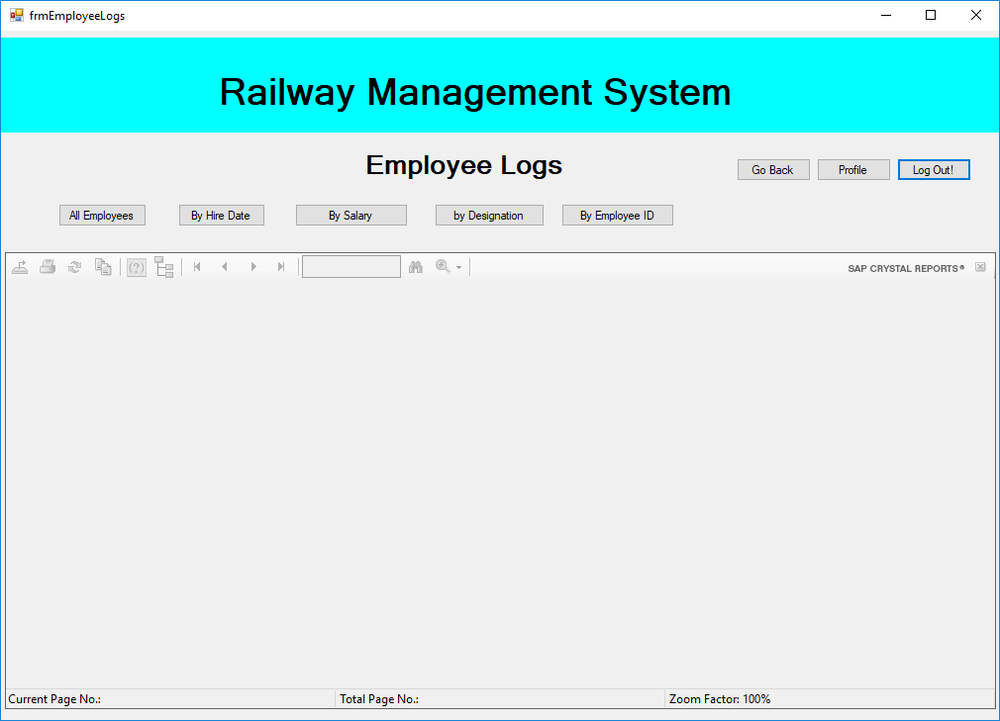 frmEmployeeLogs
Railway Management System
Employee Logs
Go Back Profile Log Out!
All Employees By Hire Date By Salary by Designation By Employee ID
(?) SAP CRYSTAL REPORTS®
Current Page No.: Total Page No.: Zoom Factor: 100%